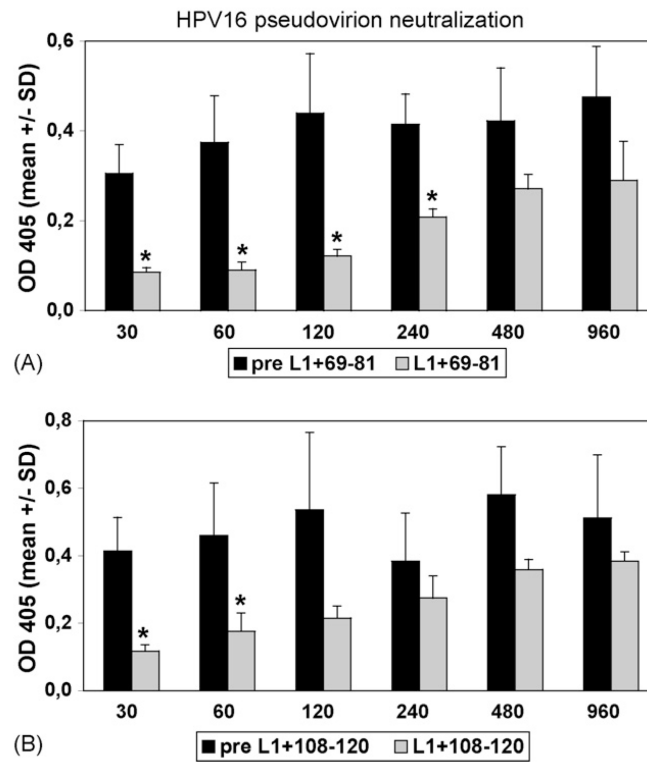 HPV16 pseudovirion neutralization
OD 405 (mean +/- SD)
0,6
0,4
0,2
0,0
* * * *
30 60 120 240 480 960
(A)
pre L1+69-81 L1+69-81
OD 405 (mean +/- SD)
0,8
0,6
0,4
0,2
0,0
* *
30 60 120 240 480 960
(B)
pre L1+108-120 L1+108-120